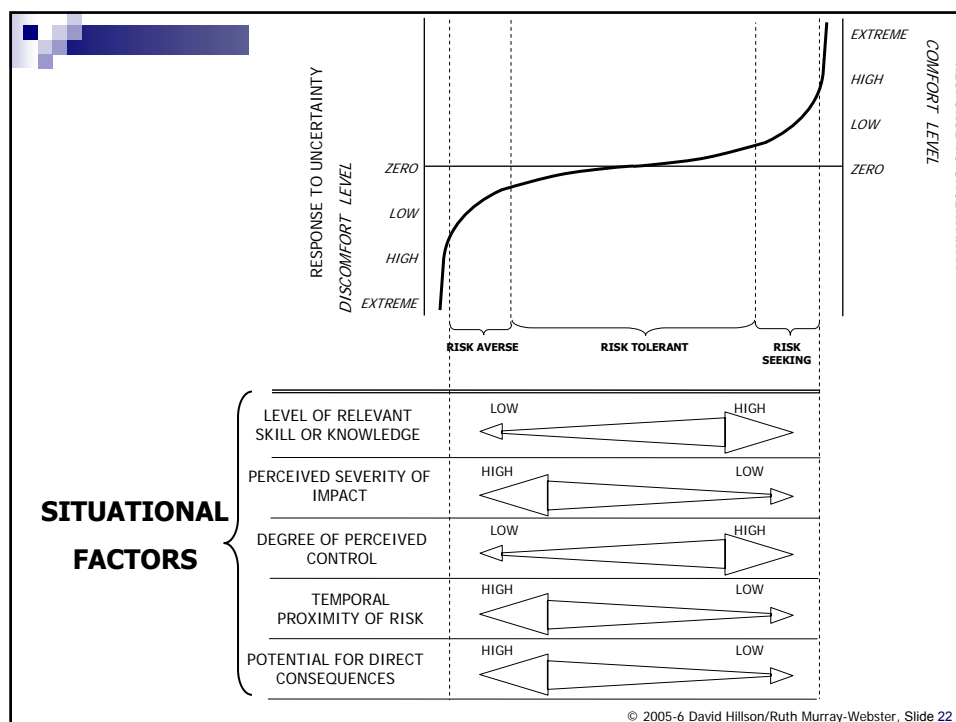 RESPONSE TO UNCERTAINTY
DISCOMFORT LEVEL
ZERO
LOW
HIGH
EXTREME
EXTREME
HIGH
LOW
ZERO
COMFORT LEVEL
RISK AVERSE
RISK TOLERANT
RISK
SEEKING
SITUATIONAL
FACTORS
LEVEL OF RELEVANT
SKILL OR KNOWLEDGE
LOW HIGH
PERCEIVED SEVERITY OF
IMPACT
HIGH LOW
DEGREE OF PERCEIVED
CONTROL
LOW HIGH
TEMPORAL
PROXIMITY OF RISK
HIGH LOW
POTENTIAL FOR DIRECT
CONSEQUENCES
HIGH LOW
© 2005-6 David Hillson/Ruth Murray-Webster, Slide 22